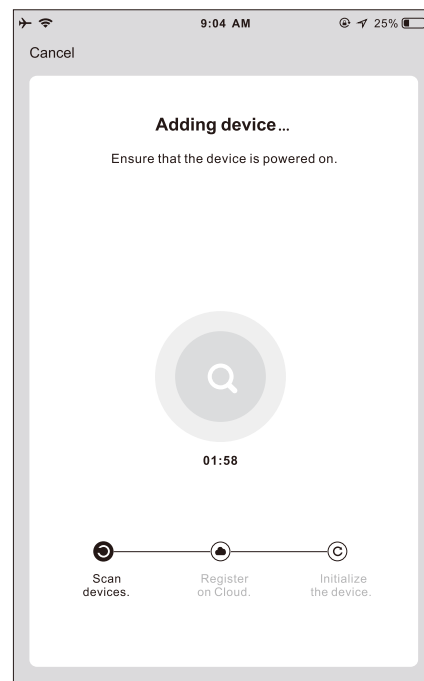 9:04 AM 25%
Cancel
Adding device...
Ensure that the device is powered on.
01:58
Scan devices.
Register on Cloud.
Initialize the device.